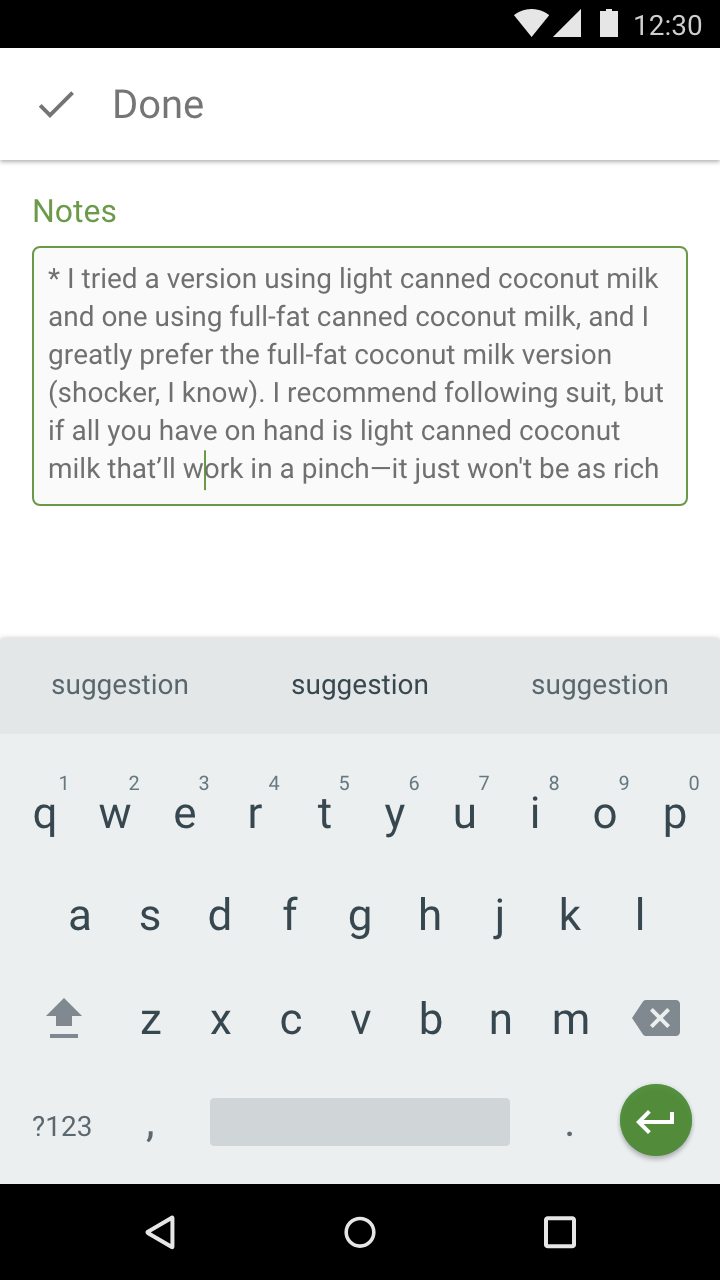 12:30
Done
Notes
* I tried a version using light canned coconut milk
and one using full-fat canned coconut milk, and I
greatly prefer the full-fat coconut milk version
(shocker, I know). I recommend following suit, but
if all you have on hand is light canned coconut
milk that’ll work in a pinch—it just won't be as rich
suggestion suggestion suggestion
1 2 3 4 5 6 7 8 9 0
q w e r t y u i o p
a s d f g h j k l
z x c v b n m
?123 , .